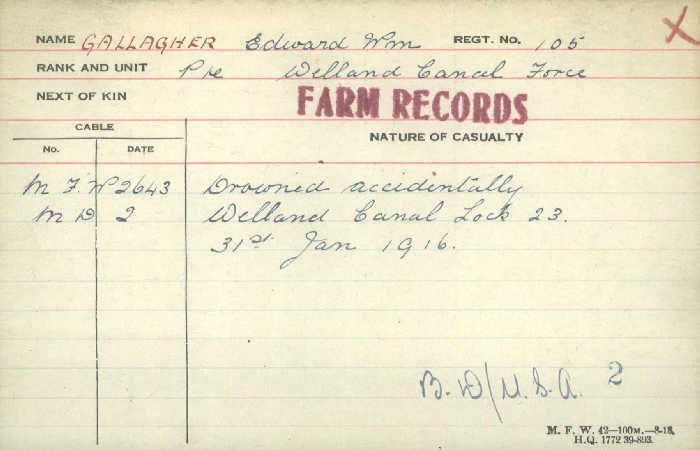 NAME GALLAGHER Edward Wm REGT. NO. 105
RANK AND UNIT Pte Welland Canal Force
NEXT OF KIN FARM RECORDS
CABLE NATURE OF CASUALTY
No. DATE
M F W 2643 Drowned accidentally
M D 2 Welland Canal Lock 23.
31st Jan 1916.
B. D/U.S.A. 2
M. F. W. 42—100M.—8-18.
H.Q. 1772 39-893.